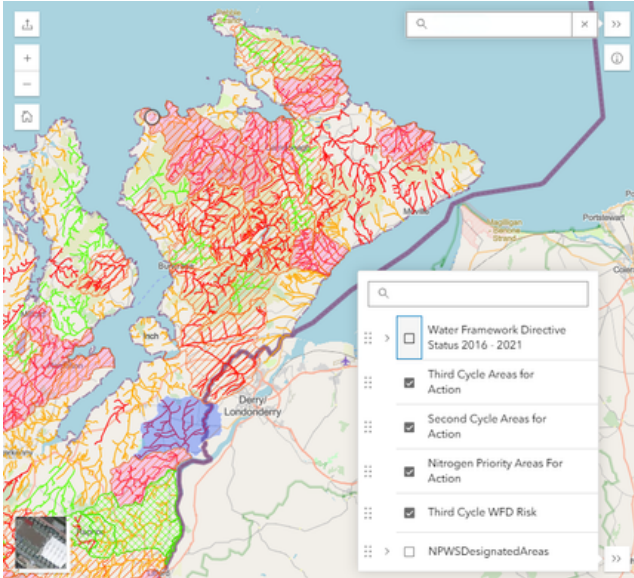 Moville
Portstewart
Magilligan
Strand
Buncrana
Inch
Derry/
Londonderry
Raphoe
Water Framework Directive
Status 2016 - 2021
Third Cycle Areas for
Action
Second Cycle Areas for
Action
Nitrogen Priority Areas For
Action
Third Cycle WFD Risk
NPWSDesignatedAreas